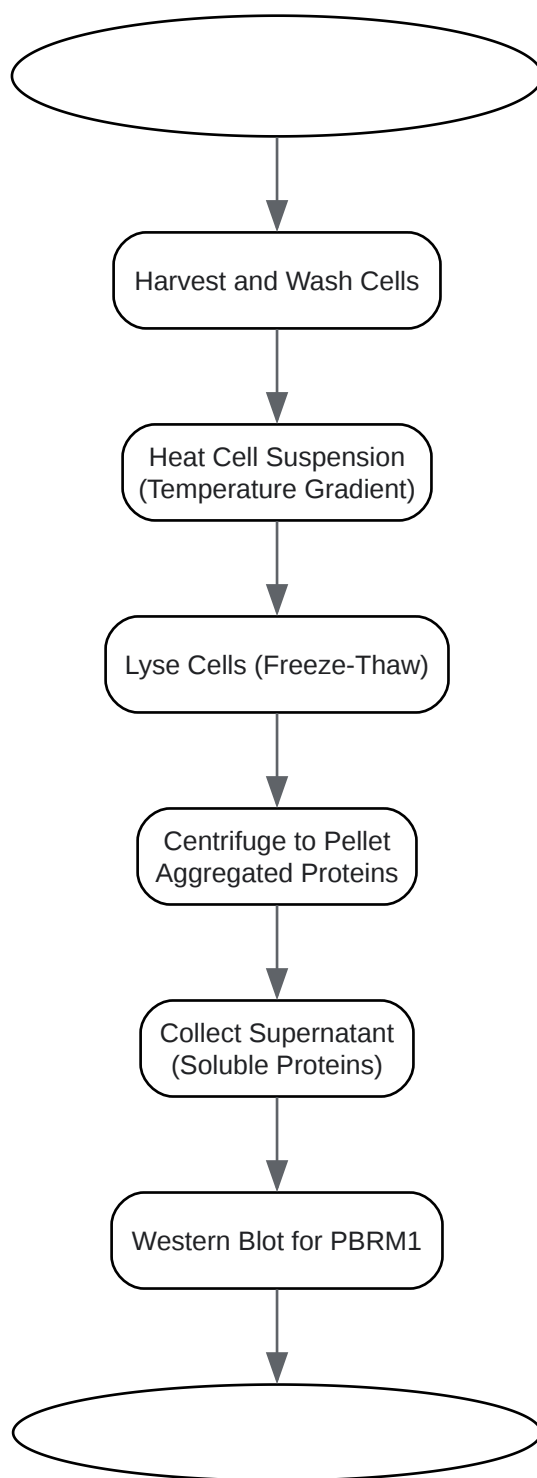 Harvest and Wash Cells
Heat Cell Suspension
(Temperature Gradient)
Lyse Cells (Freeze-Thaw)
Centrifuge to Pellet
Aggregated Proteins
Collect Supernatant
(Soluble Proteins)
Western Blot for PBRM1